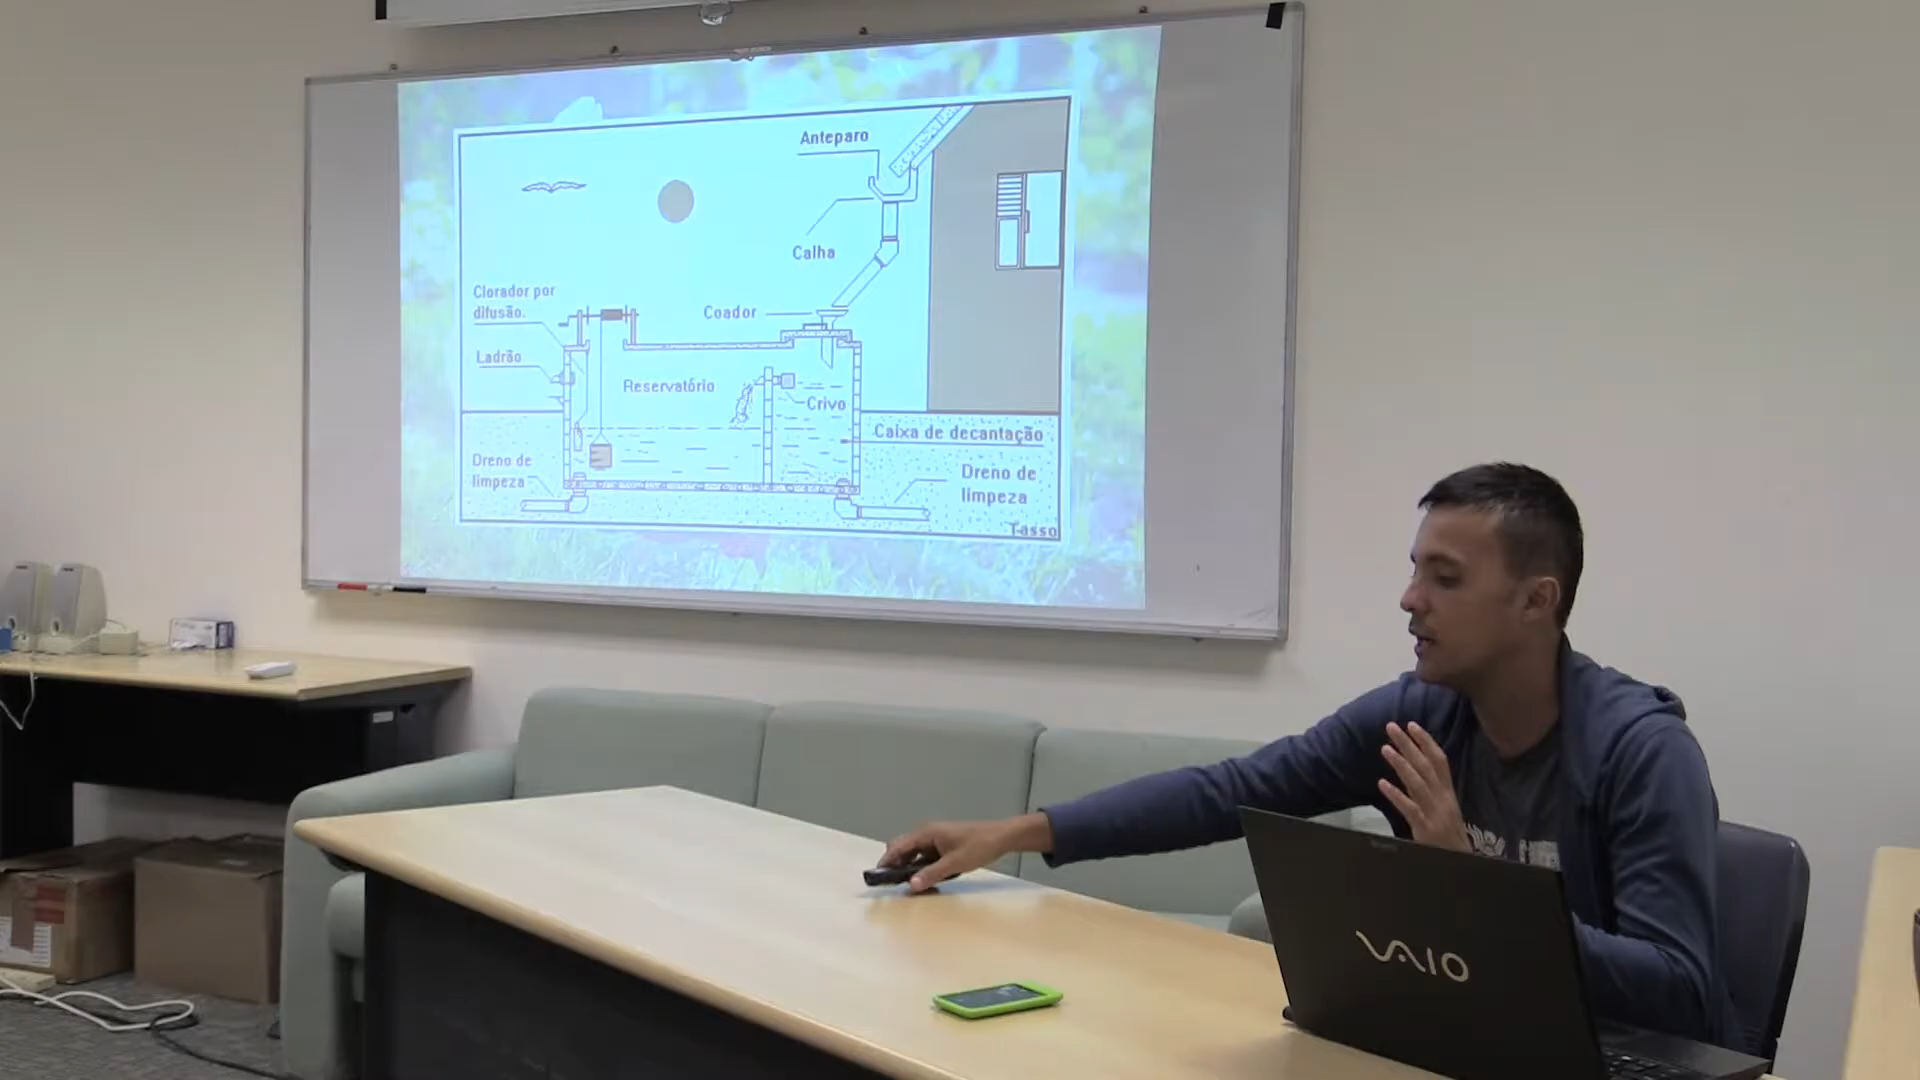 Anteparo
Calha
Clorador por
difusão.
Coador
Ladrão
Reservatório
Crivo
Caixa de decantação
Dreno de
limpeza
Dreno de
limpeza
Tasso
VAIO